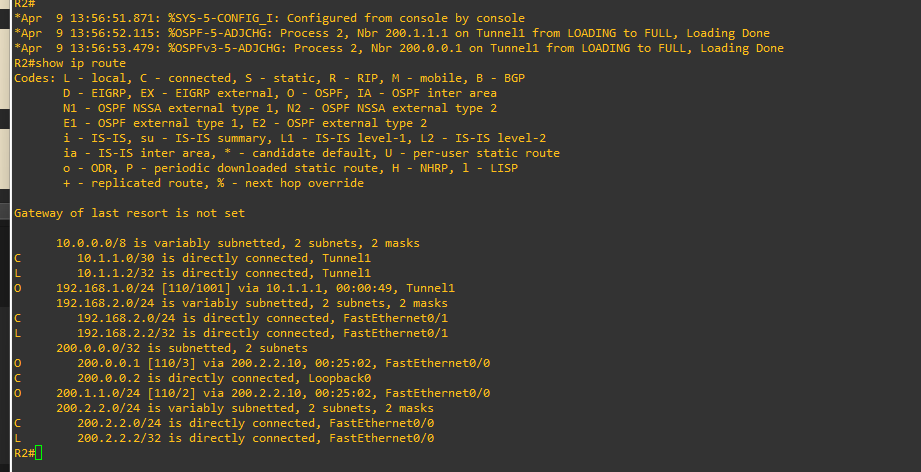 R2#
*Apr  9 13:56:51.871: %SYS-5-CONFIG_I: Configured from console by console
*Apr  9 13:56:52.115: %OSPF-5-ADJCHG: Process 2, Nbr 200.1.1.1 on Tunnel1 from LOADING to FULL, Loading Done
*Apr  9 13:56:53.479: %OSPFv3-5-ADJCHG: Process 2, Nbr 200.0.0.1 on Tunnel1 from LOADING to FULL, Loading Done
R2#show ip route
Codes: L - local, C - connected, S - static, R - RIP, M - mobile, B - BGP
       D - EIGRP, EX - EIGRP external, O - OSPF, IA - OSPF inter area
       N1 - OSPF NSSA external type 1, N2 - OSPF NSSA external type 2
       E1 - OSPF external type 1, E2 - OSPF external type 2
       i - IS-IS, su - IS-IS summary, L1 - IS-IS level-1, L2 - IS-IS level-2
       ia - IS-IS inter area, * - candidate default, U - per-user static route
       o - ODR, P - periodic downloaded static route, H - NHRP, l - LISP
       + - replicated route, % - next hop override

Gateway of last resort is not set

      10.0.0.0/8 is variably subnetted, 2 subnets, 2 masks
C        10.1.1.0/30 is directly connected, Tunnel1
L        10.1.1.2/32 is directly connected, Tunnel1
O     192.168.1.0/24 [110/1001] via 10.1.1.1, 00:00:49, Tunnel1
      192.168.2.0/24 is variably subnetted, 2 subnets, 2 masks
C        192.168.2.0/24 is directly connected, FastEthernet0/1
L        192.168.2.2/32 is directly connected, FastEthernet0/1
      200.0.0.0/32 is subnetted, 2 subnets
O        200.0.0.1 [110/3] via 200.2.2.10, 00:25:02, FastEthernet0/0
C        200.0.0.2 is directly connected, Loopback0
O     200.1.1.0/24 [110/2] via 200.2.2.10, 00:25:02, FastEthernet0/0
      200.2.2.0/24 is variably subnetted, 2 subnets, 2 masks
C        200.2.2.0/24 is directly connected, FastEthernet0/0
L        200.2.2.2/32 is directly connected, FastEthernet0/0
R2#